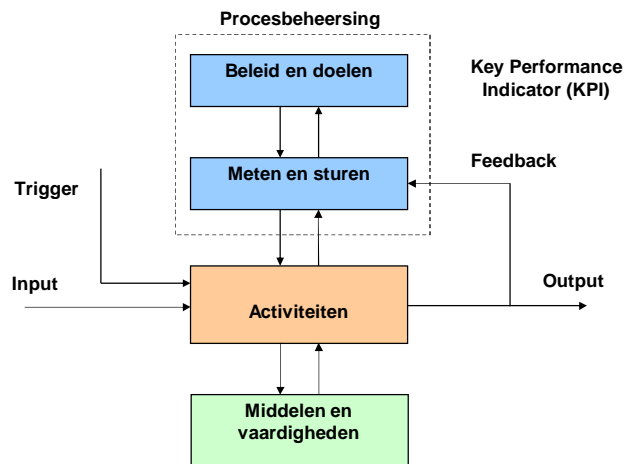 Procesbeheersing
Beleid en doelen
Key Performance
Indicator (KPI)
Meten en sturen
Feedback
Trigger
Input
Activiteiten
Output
Middelen en
vaardigheden